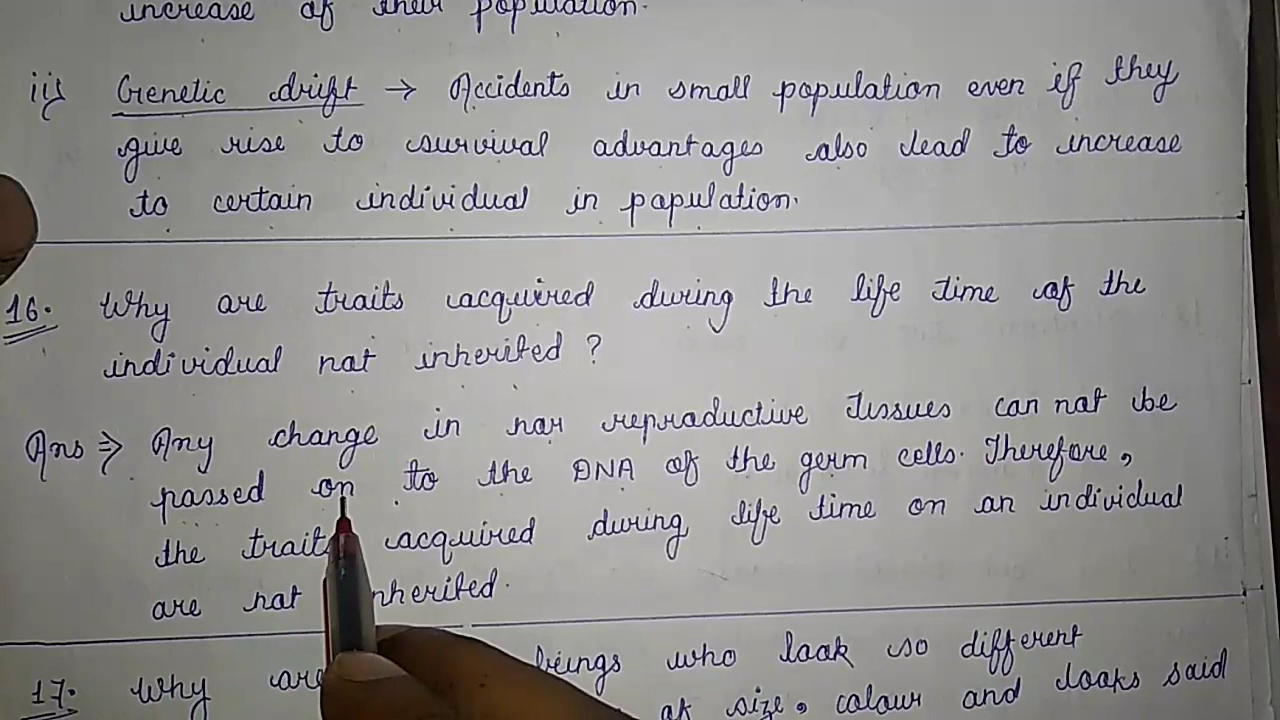 increase of their population.
ii) Genetic drift → Accidents in small population even if they
give rise to survival advantages also lead to increase
to certain individual in population.
16. Why are traits acquired during the life time of the
individual not inherited ?
Ans ⇒ Any change in non reproductive tissues can not be
passed on to the DNA of the germ cells. Therefore,
the traits acquired during life time on an individual
are not inherited.
17. Why are beings who look so different
of size, colour and looks said